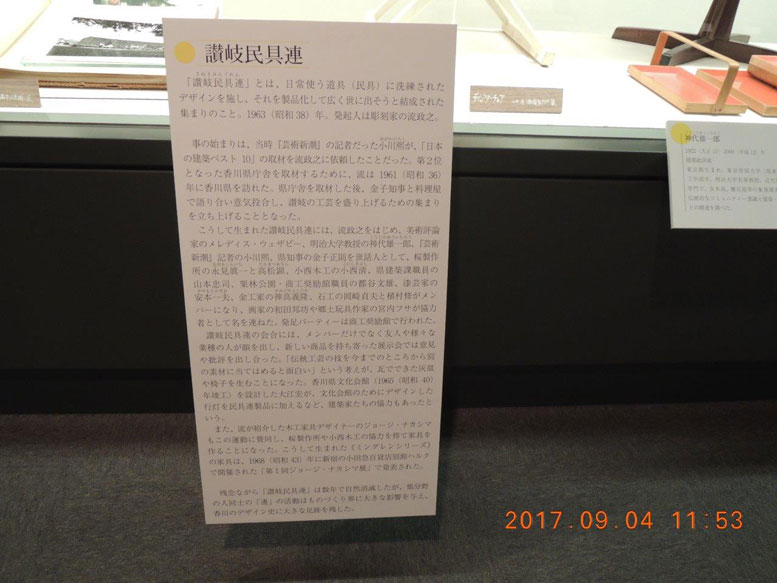 讃岐民具連
さぬきみんぐれん
「讃岐民具連」とは、日常使う道具（民具）に洗練された
デザインを施し、それを製品化して広く世に出そうと結成された
集まりのこと。1963（昭和 38）年。発起人は彫刻家の流政之。
事の始まりは、当時『芸術新潮』の記者だった小川熙が、「日本
の建築ベスト 10」の取材を流政之に依頼したことだった。第２位
となった香川県庁舎を取材するために、流は 1961（昭和 36）
年に香川県を訪れた。県庁舎を取材した後、金子知事と料理屋
で語り合い意気投合し、讃岐の工芸を盛り上げるための集まり
を立ち上げることとなった。
こうして生まれた讃岐民具連には、流政之をはじめ、美術評論
家のメレディス・ウェザビー、明治大学教授の神代雄一郎、『芸術
新潮』記者の小川熙、県知事の金子正則を世話人として、桜製作
所の永見眞一と高松顕、小西木工の小西清、県建築課職員の
山本忠司、栗林公園・商工奨励館職員の都谷文雄、漆芸家の
安本一夫、金工家の神高義隆、石工の岡崎貞夫と植村修がメン
バーになり、画家の和田邦坊や郷土玩具作家の宮内フサが協力
者として名を連ねた。発足パーティーは商工奨励館で行われた。
讃岐民具連の会合には、メンバーだけでなく友人や様々な
業種の人が顔を出し、新しい商品を持ち寄った展示会では意見
や批評を出し合った。「伝統工芸の技を今までのところから別
の素材に当てはめると面白い」という考えが、瓦でできた灰皿
や椅子を生むことになった。香川県文化会館（1965（昭和 40）
年竣工）を設計した大江宏が、文化会館のためにデザインした
行灯を民具連製品に加えるなど、建築家たちの協力もあったと
いう。
また、流が紹介した木工家具デザイナーのジョージ・ナカシマ
もこの運動に賛同し、桜製作所や小西木工の協力を得て家具を
作ることになった。こうして生まれた《ミングレンシリーズ》
の家具は、1968（昭和 43）年に新宿の小田急百貨店別館ハルク
で開催された「第１回ジョージ・ナカシマ展」で発表された。
残念ながら「讃岐民具連」は数年で自然消滅したが、他分野
の人同士の「連」の活動はものづくり界に大きな影響を与え、
香川のデザイン史に大きな足跡を残した。
神代雄一郎
2017.09.04 11:53